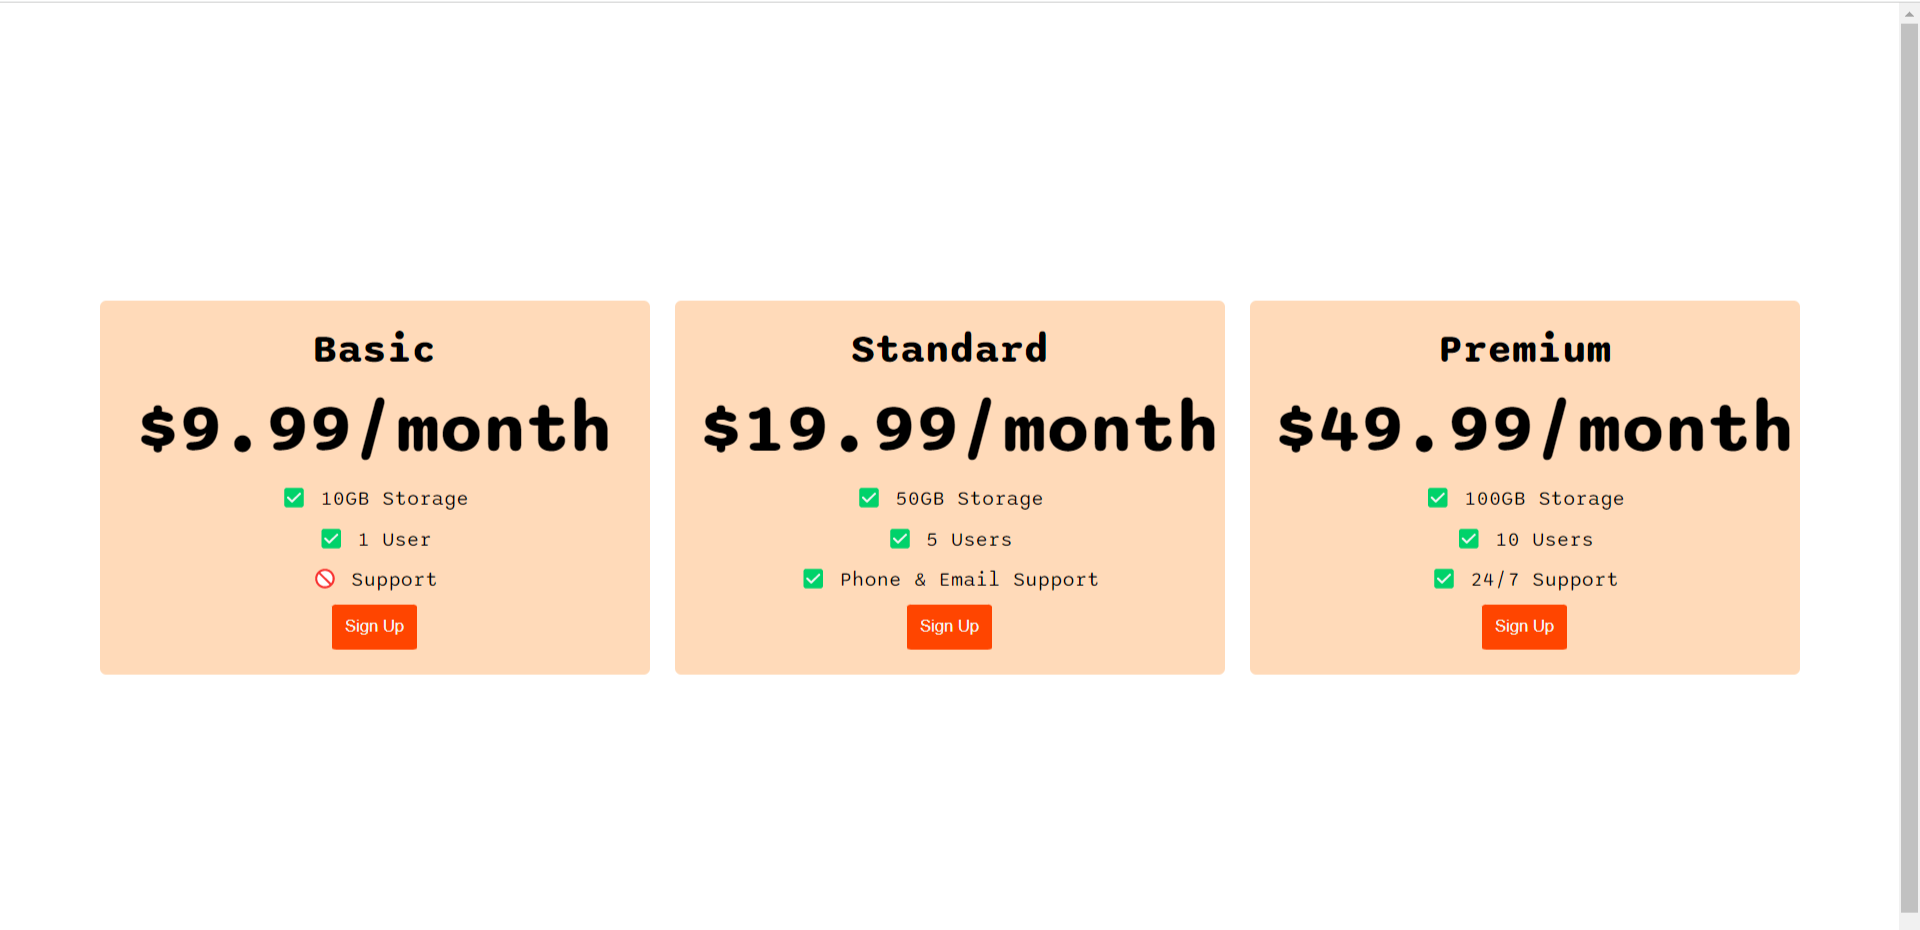 Basic
$9.99/month
10GB Storage
1 User
Support
Sign Up
Standard
$19.99/month
50GB Storage
5 Users
Phone & Email Support
Sign Up
Premium
$49.99/month
100GB Storage
10 Users
24/7 Support
Sign Up